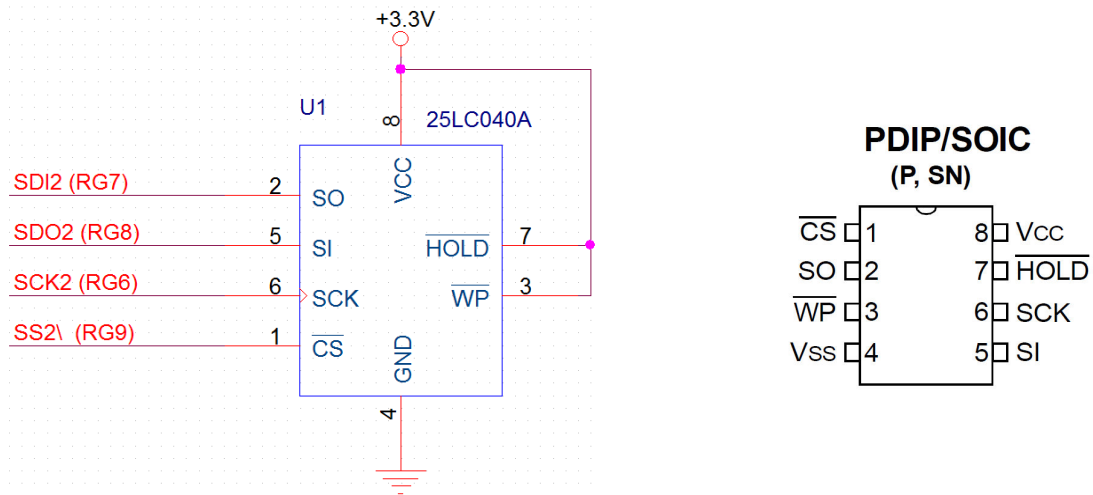 +3.3V
U1
8
25LC040A
VCC
SDI2 (RG7)
2
SO
SDO2 (RG8)
5
SI
HOLD
7
SCK2 (RG6)
6
SCK
WP
3
SS2\ (RG9)
1
CS
GND
4
PDIP/SOIC
(P, SN)
CS 1 8 VCC
SO 2 7 HOLD
WP 3 6 SCK
VSS 4 5 SI